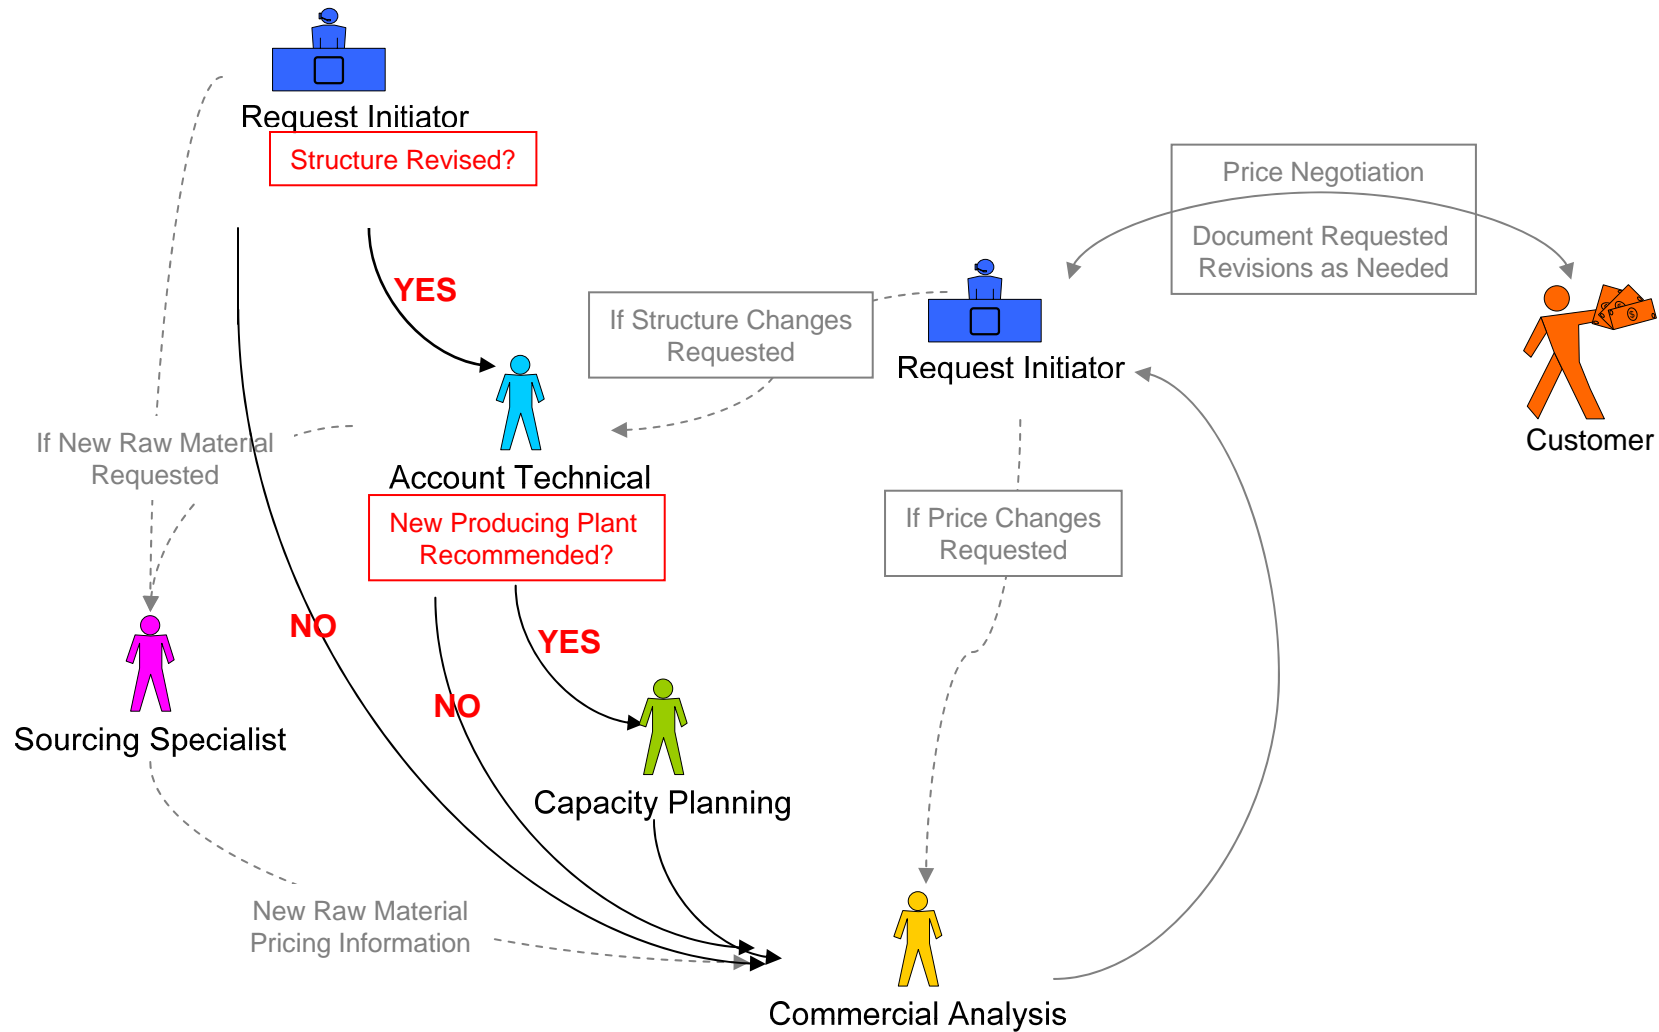 Request Initiator
Structure Revised?
Price Negotiation
Document Requested
Revisions as Needed
YES
If Structure Changes
Requested
Request Initiator
Customer
If New Raw Material
Requested
Account Technical
New Producing Plant
Recommended?
If Price Changes
Requested
NO
YES
NO
Sourcing Specialist
Capacity Planning
New Raw Material
Pricing Information
Commercial Analysis